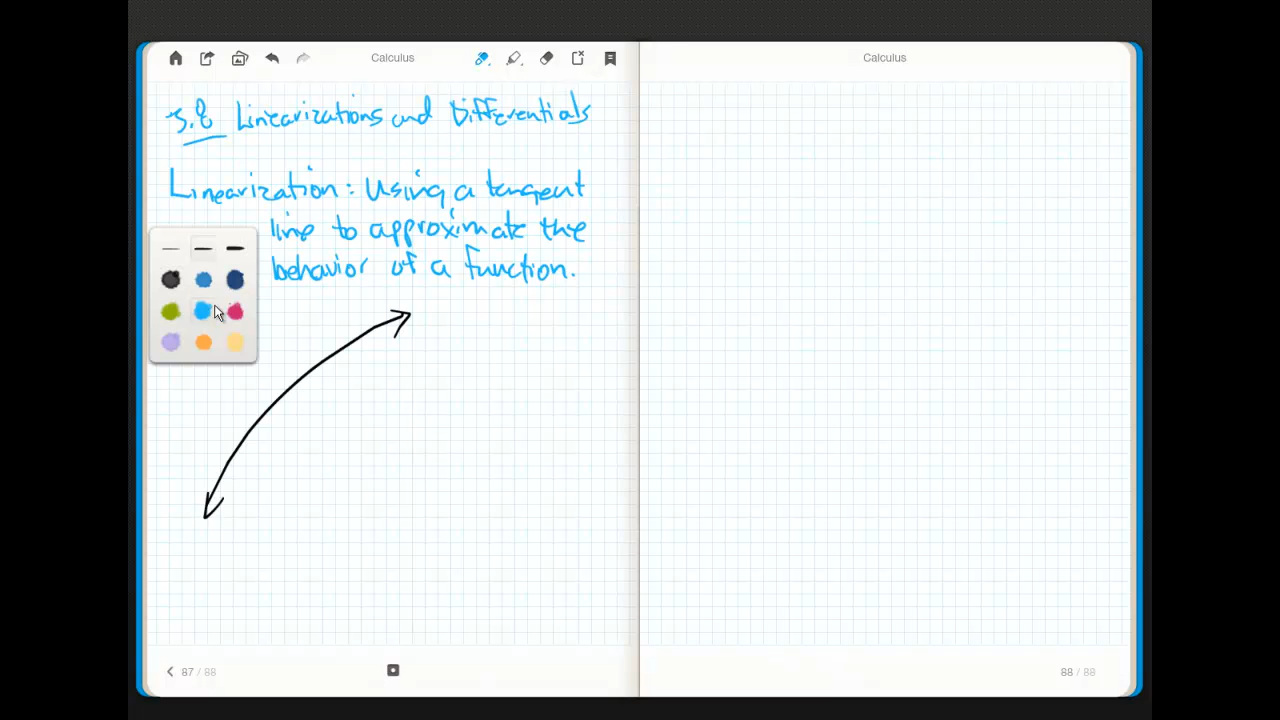 Calculus
Calculus
3.8 Linearizations and Differentials
Linearization: Using a tangent
line to approximate the
behavior of a function.
87 / 88
88 / 89